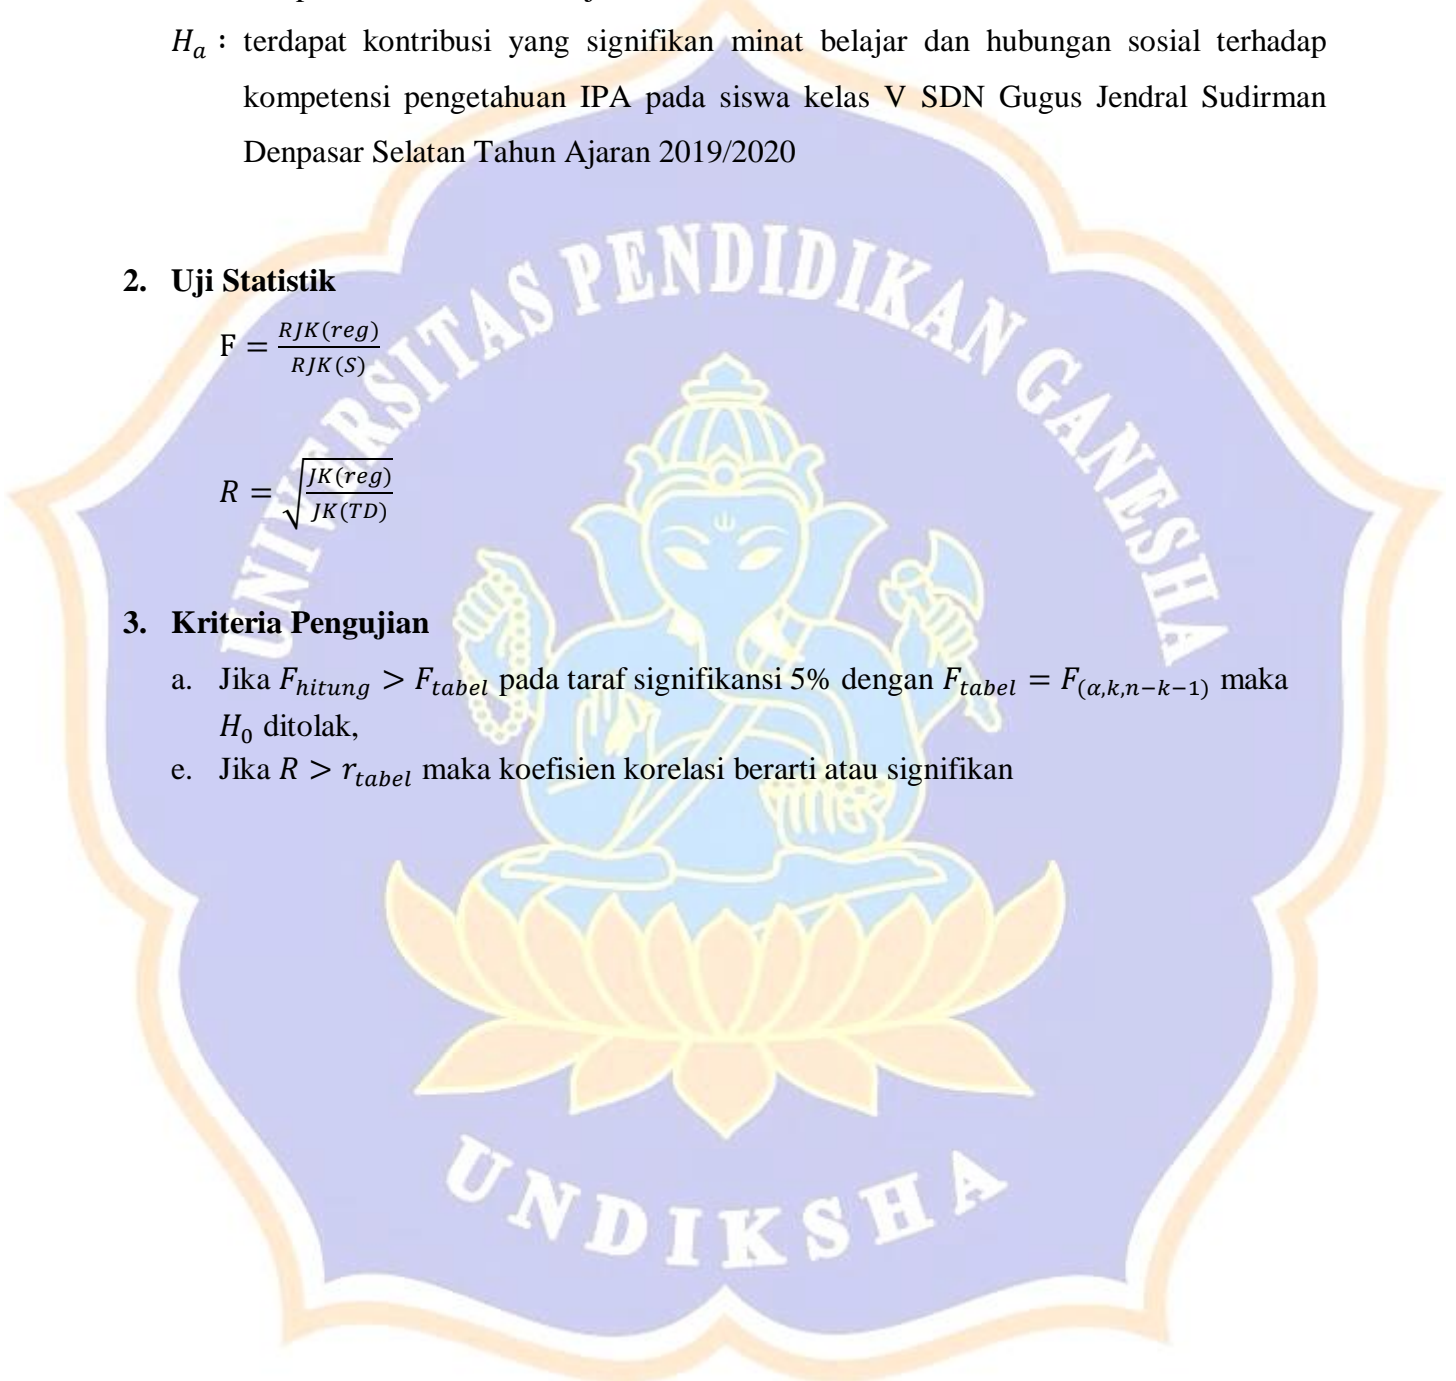 H_a : terdapat kontribusi yang signifikan minat belajar dan hubungan sosial terhadap
kompetensi pengetahuan IPA pada siswa kelas V SDN Gugus Jendral Sudirman
Denpasar Selatan Tahun Ajaran 2019/2020
UNIVERSITAS PENDIDIKAN GANESHA
2. Uji Statistik
F = RJK(reg) / RJK(S)
R = √(JK(reg) / JK(TD))
3. Kriteria Pengujian
a. Jika F_hitung > F_tabel pada taraf signifikansi 5% dengan F_tabel = F_(α,k,n−k−1) maka
H_0 ditolak,
e. Jika R > r_tabel maka koefisien korelasi berarti atau signifikan
UNDIKSHA